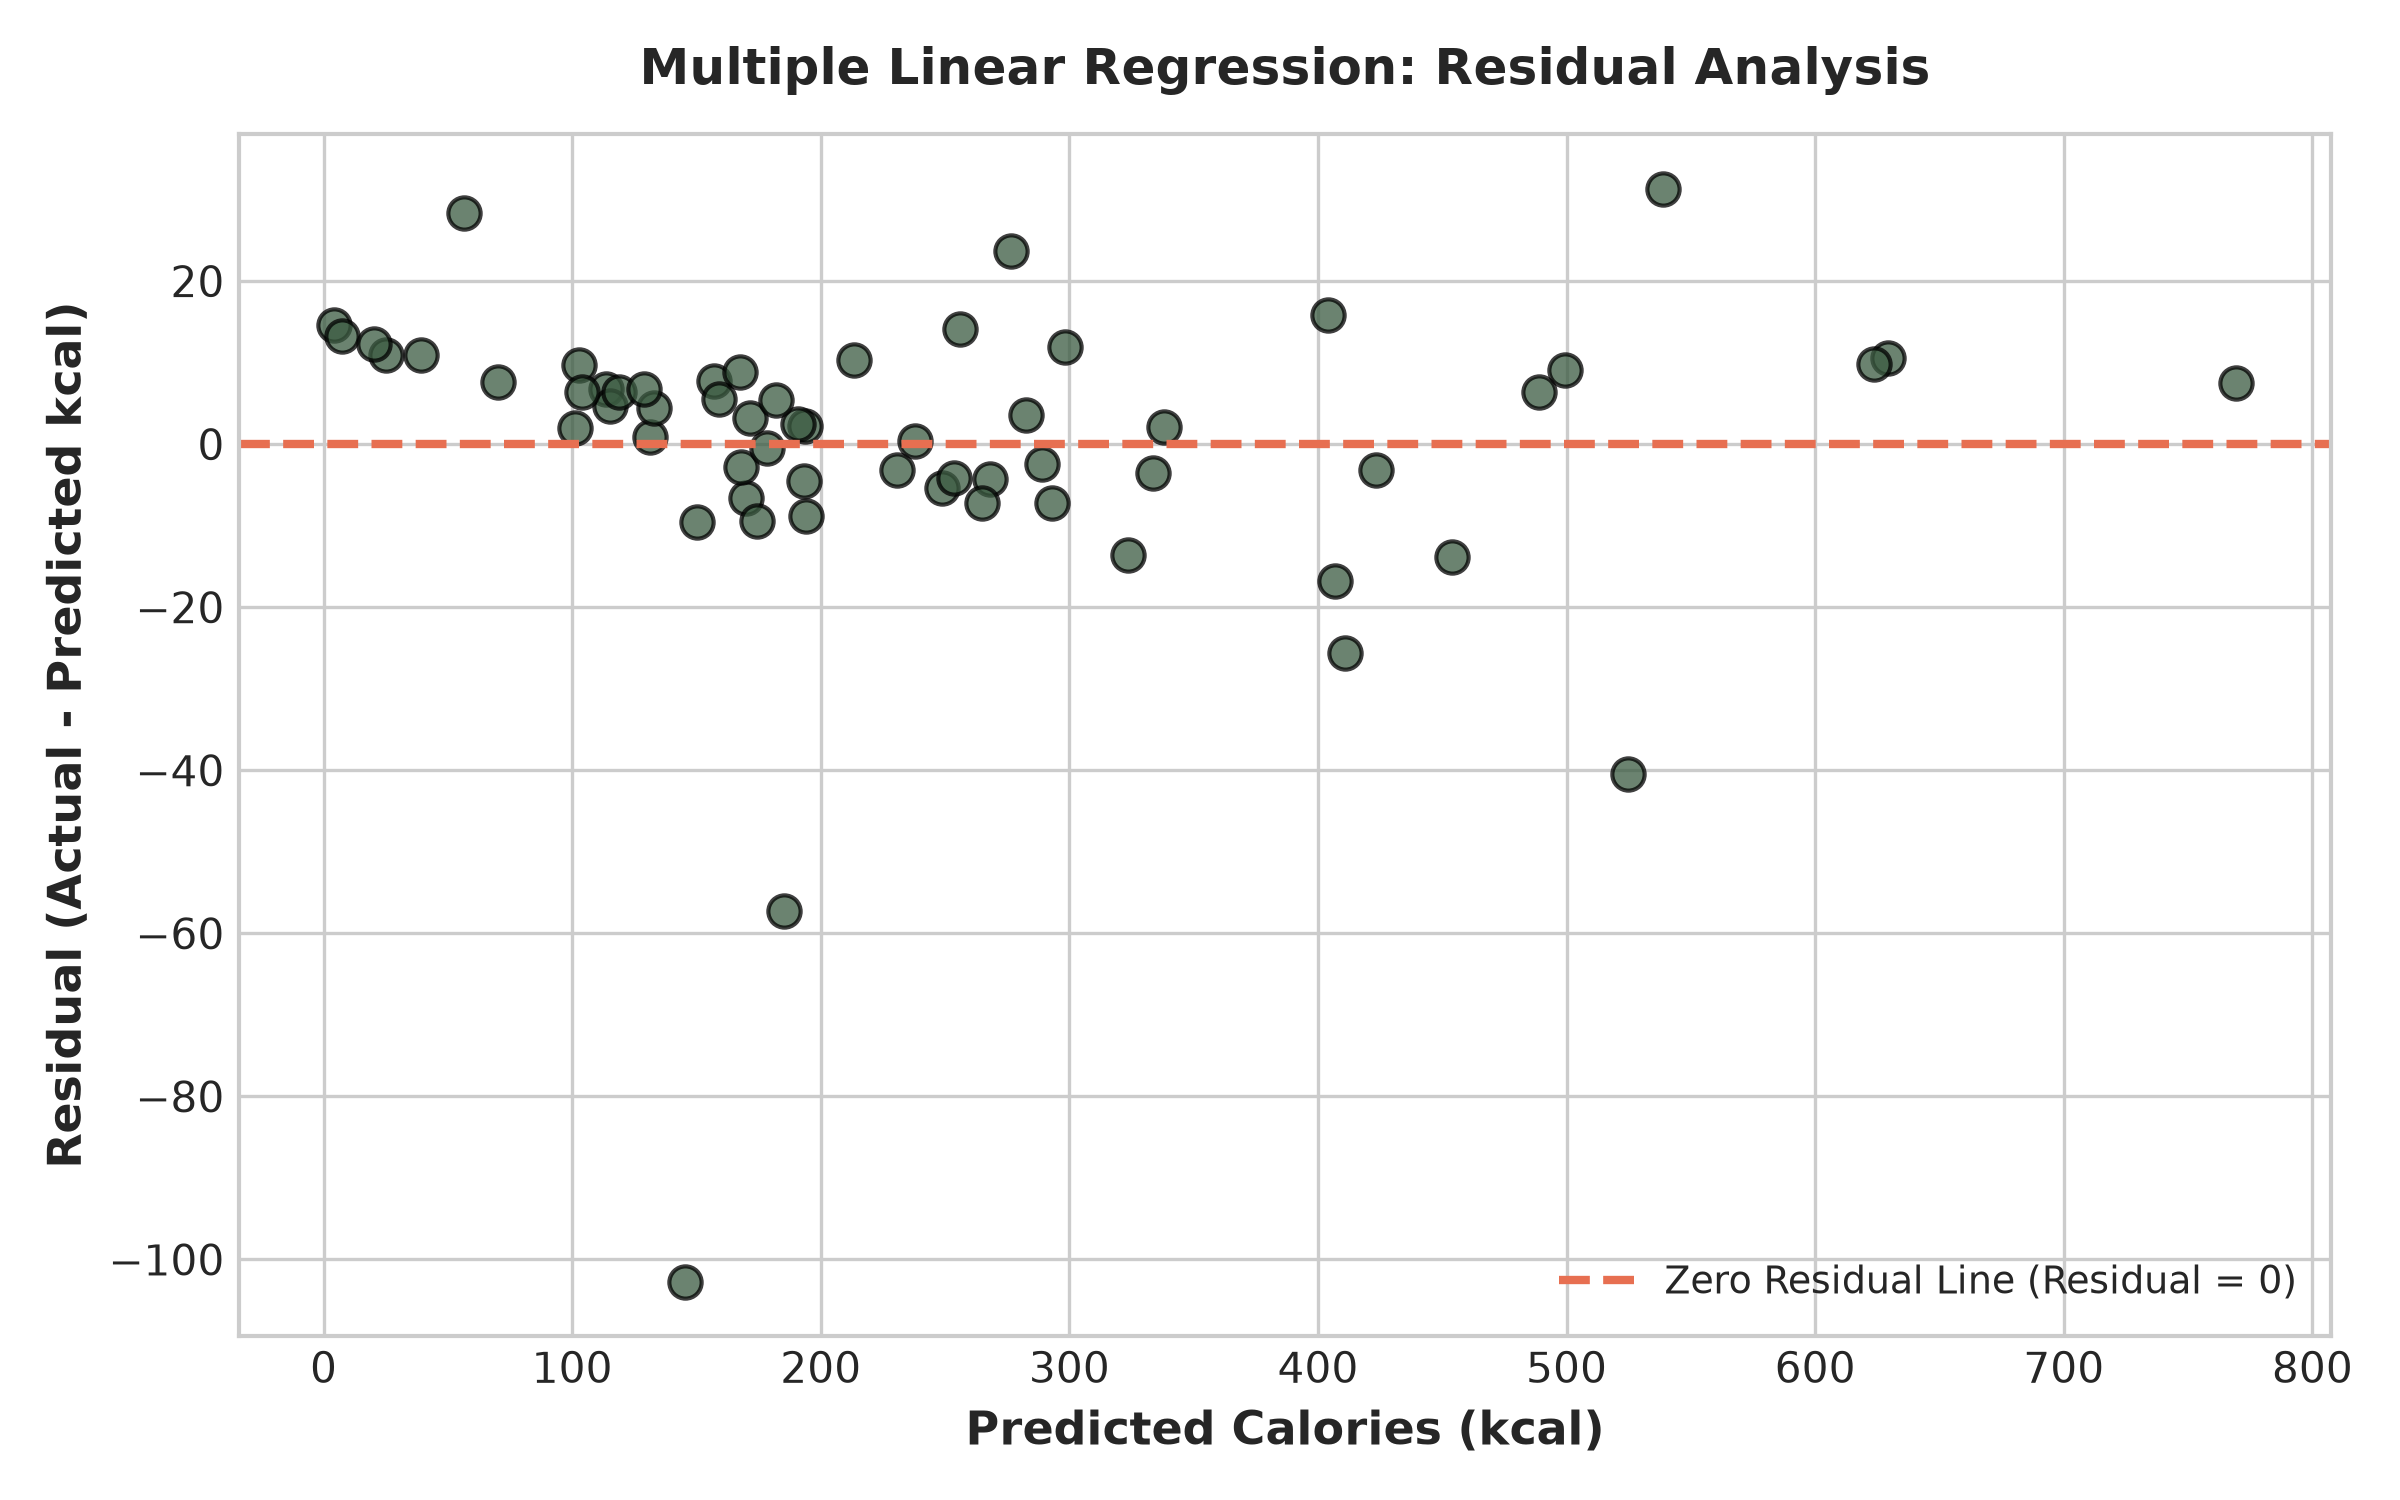 Multiple Linear Regression: Residual Analysis
Residual (Actual - Predicted kcal)
20
0
−20
−40
−60
−80
−100
Zero Residual Line (Residual = 0)
0 100 200 300 400 500 600 700 800
Predicted Calories (kcal)